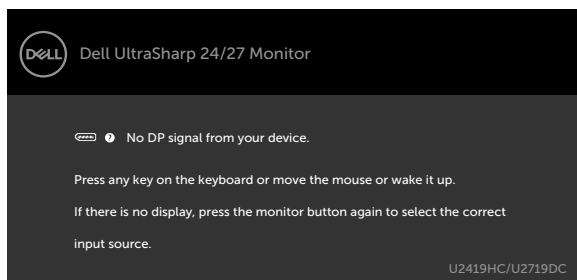 DELL Dell UltraSharp 24/27 Monitor
? No DP signal from your device.
Press any key on the keyboard or move the mouse or wake it up.
If there is no display, press the monitor button again to select the correct
input source.
U2419HC/U2719DC